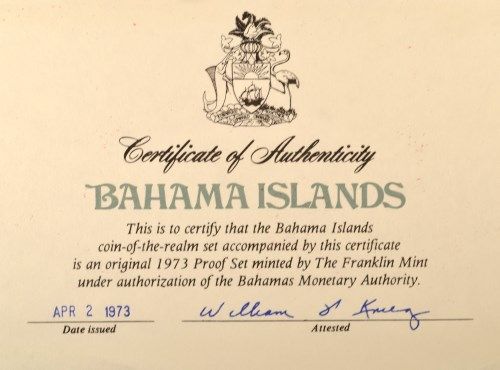 Certificate of Authenticity
BAHAMA ISLANDS
This is to certify that the Bahama Islands
coin-of-the-realm set accompanied by this certificate
is an original 1973 Proof Set minted by The Franklin Mint
under authorization of the Bahamas Monetary Authority.
APR 2 1973
William
Date issued
Attested